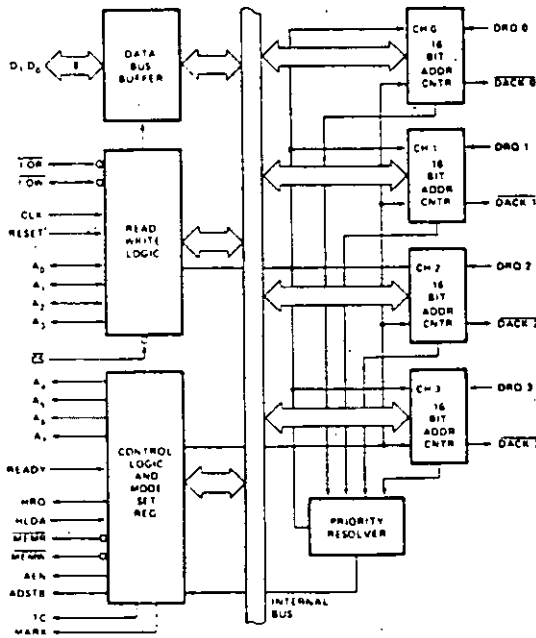 D7 D0
8
DATA
BUS
BUFFER
I/OR
I/OW
CLK
RESET
A0
A1
A2
A3
CS
READ
WRITE
LOGIC
A4
A5
A6
A7
READY
HRQ
HLDA
MEMR
MEMW
AEN
ADSTB
TC
MARK
CONTROL
LOGIC
AND
MODE
SET
REG
INTERNAL
BUS
CH 0
16
BIT
ADDR
CNTR
DRQ 0
DACK 0
CH 1
16
BIT
ADDR
CNTR
DRQ 1
DACK 1
CH 2
16
BIT
ADDR
CNTR
DRQ 2
DACK 2
CH 3
16
BIT
ADDR
CNTR
DRQ 3
DACK 3
PRIORITY
RESOLVER